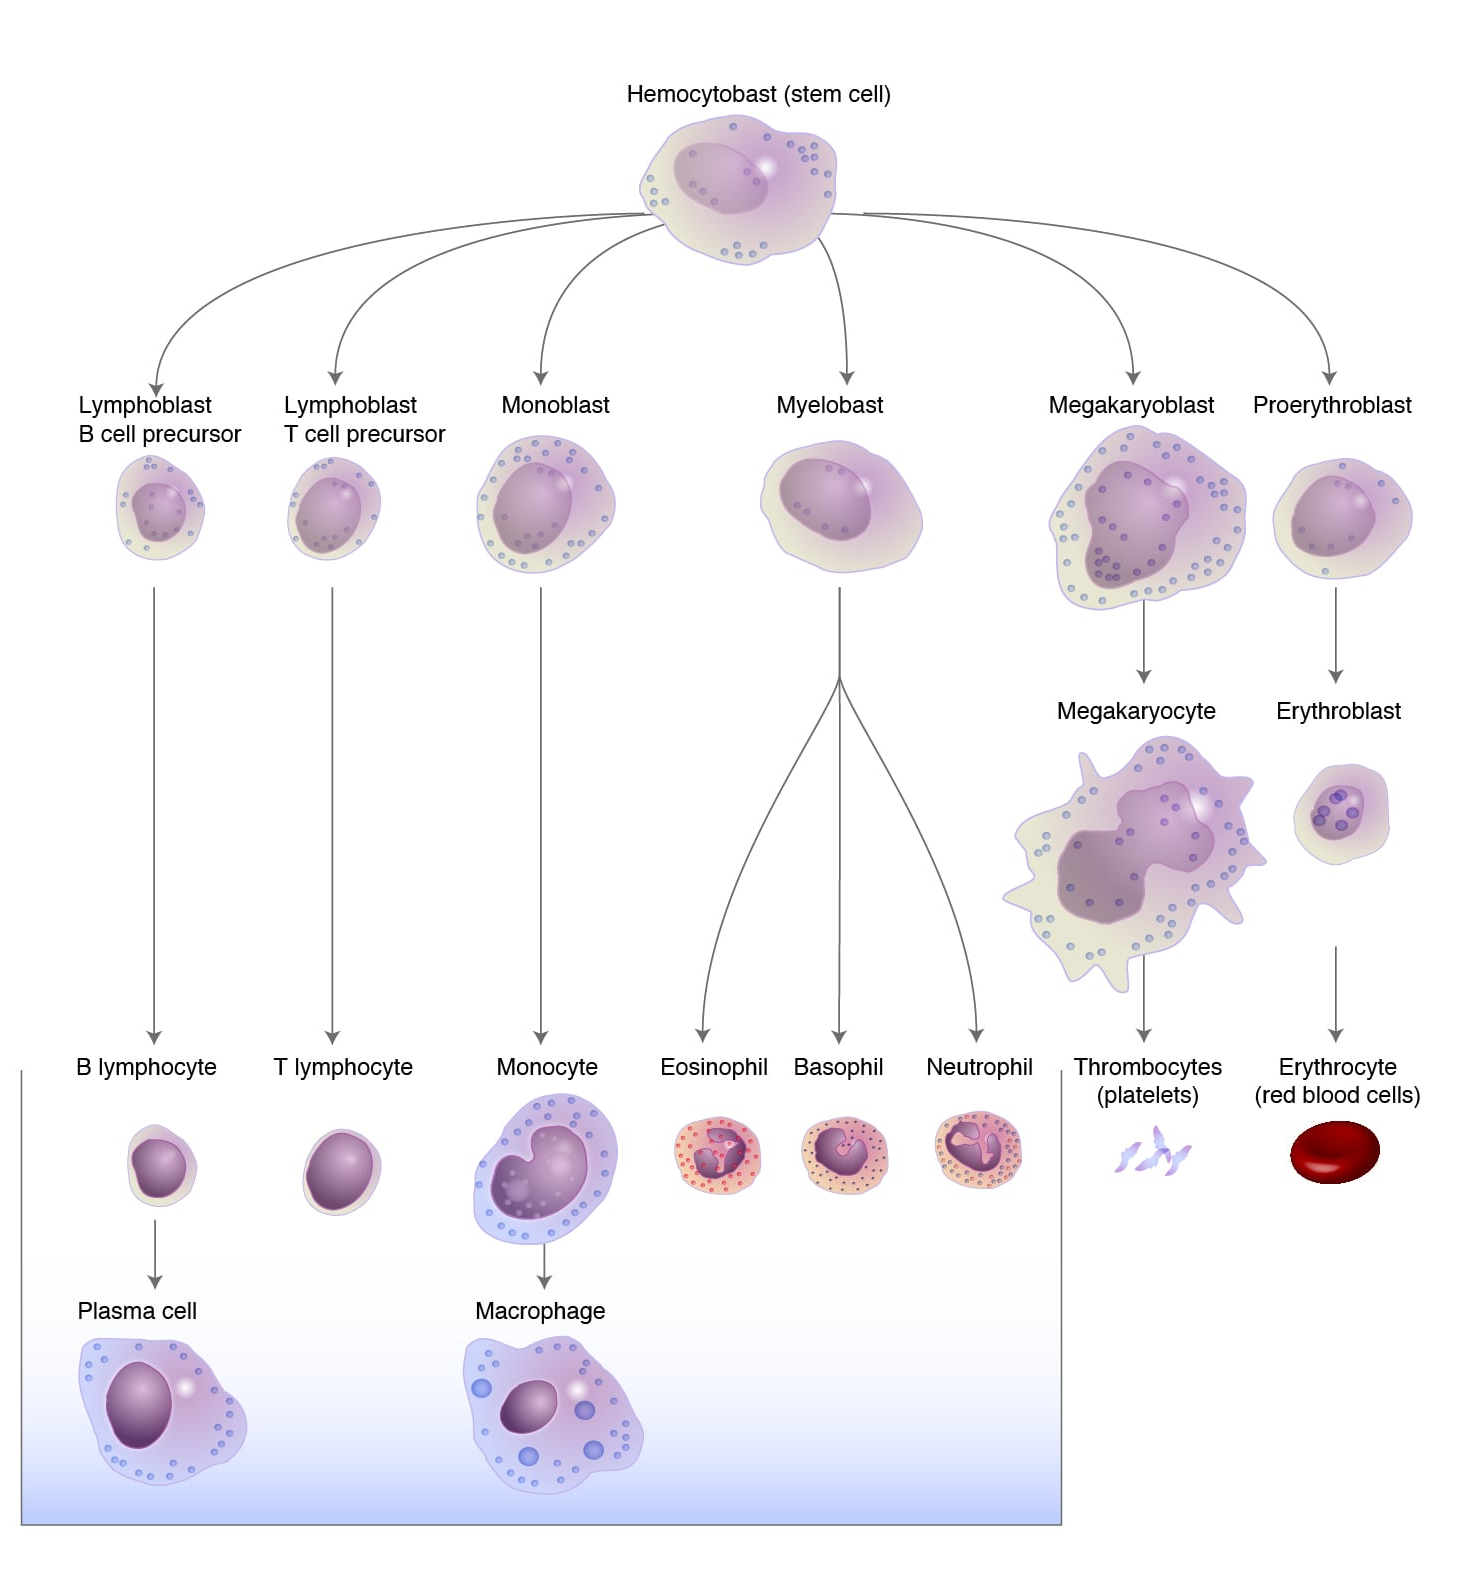 Hemocytobast (stem cell)
Lymphoblast
B cell precursor
Lymphoblast
T cell precursor
Monoblast
Myelobast
Megakaryoblast
Proerythroblast
Megakaryocyte
Erythroblast
B lymphocyte
T lymphocyte
Monocyte
Eosinophil
Basophil
Neutrophil
Thrombocytes
(platelets)
Erythrocyte
(red blood cells)
Plasma cell
Macrophage